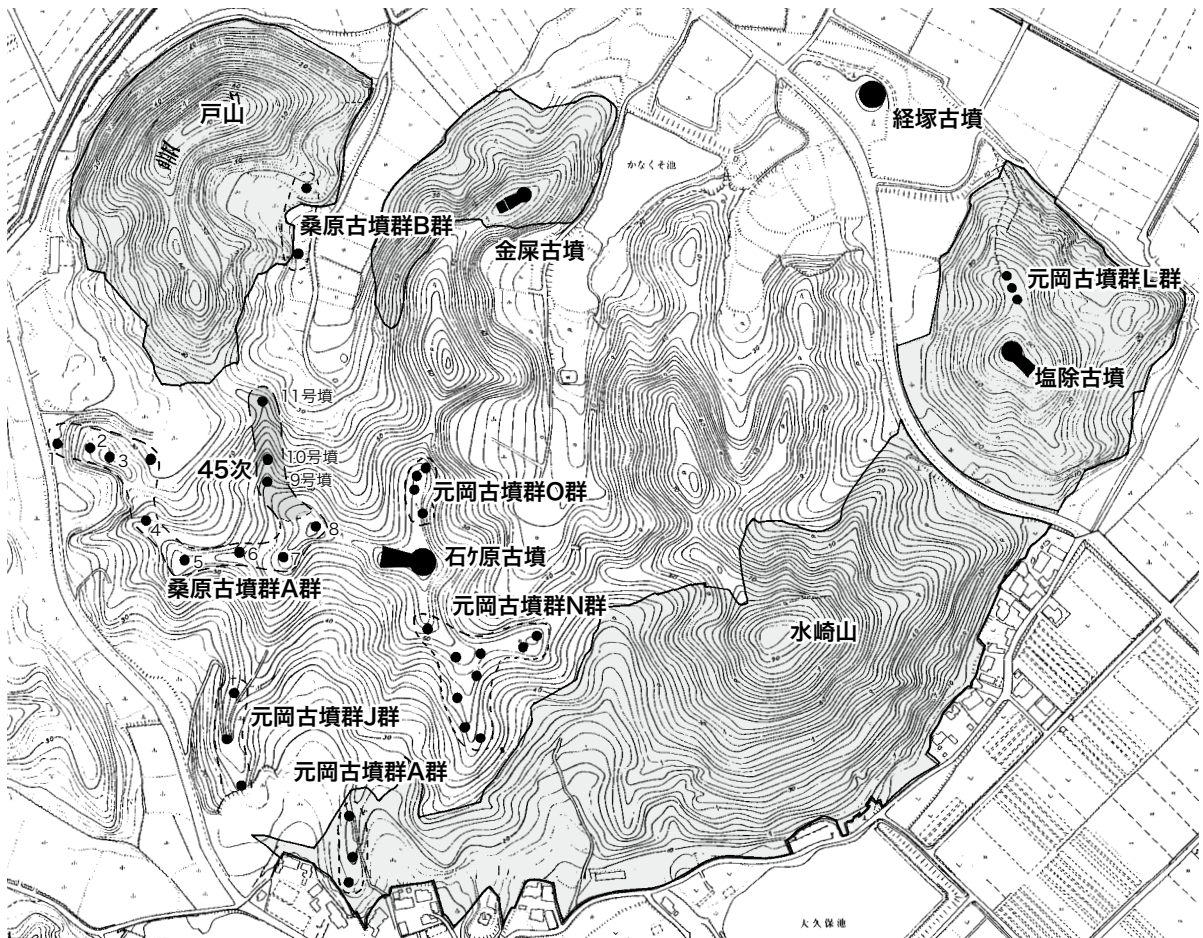 戸山
経塚古墳
かなくそ池
桑原古墳群B群
金屎古墳
元岡古墳群L群
塩除古墳
11号墳
2
3
45次
10号墳
9号墳
元岡古墳群O群
4
8
6
7
5
石ケ原古墳
桑原古墳群A群
元岡古墳群N群
水崎山
元岡古墳群J群
元岡古墳群A群
大久保池